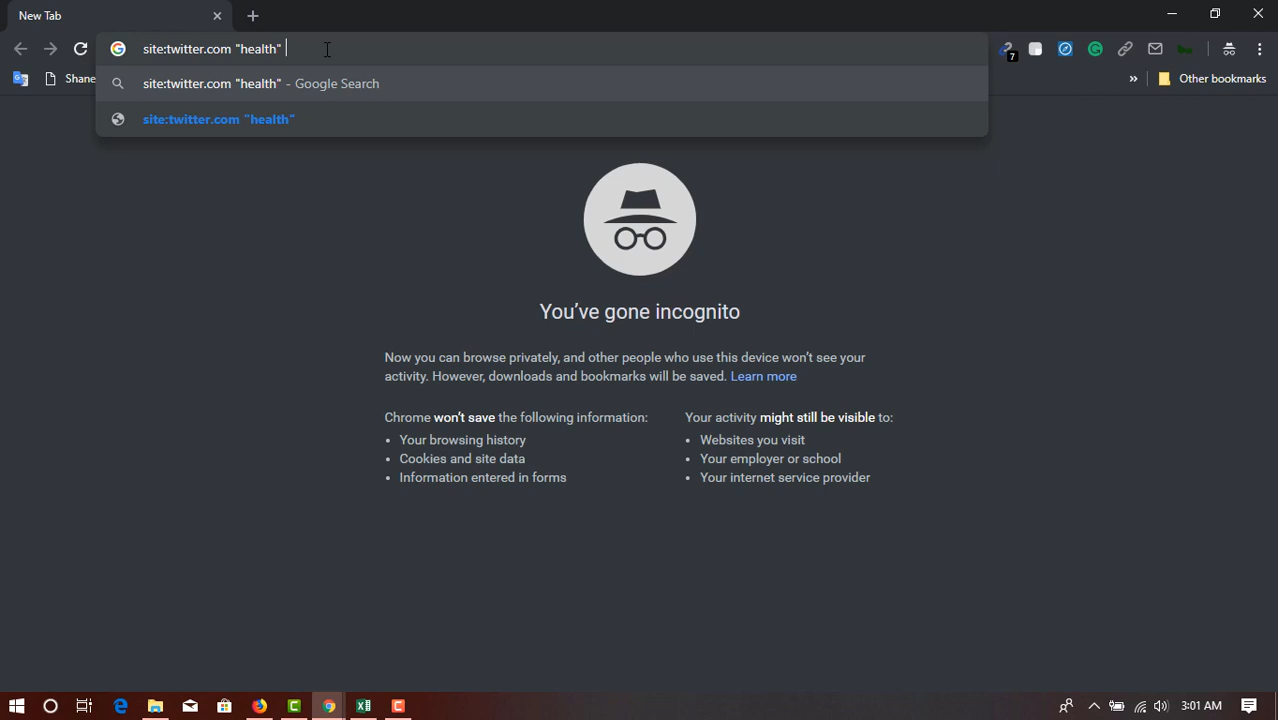 New Tab
site:twitter.com "health"
7
site:twitter.com "health" - Google Search
site:twitter.com "health"
Shane
»
Other bookmarks
You've gone incognito
Now you can browse privately, and other people who use this device won't see your
activity. However, downloads and bookmarks will be saved. Learn more
Chrome won't save the following information:
• Your browsing history
• Cookies and site data
• Information entered in forms
Your activity might still be visible to:
• Websites you visit
• Your employer or school
• Your internet service provider
3:01 AM